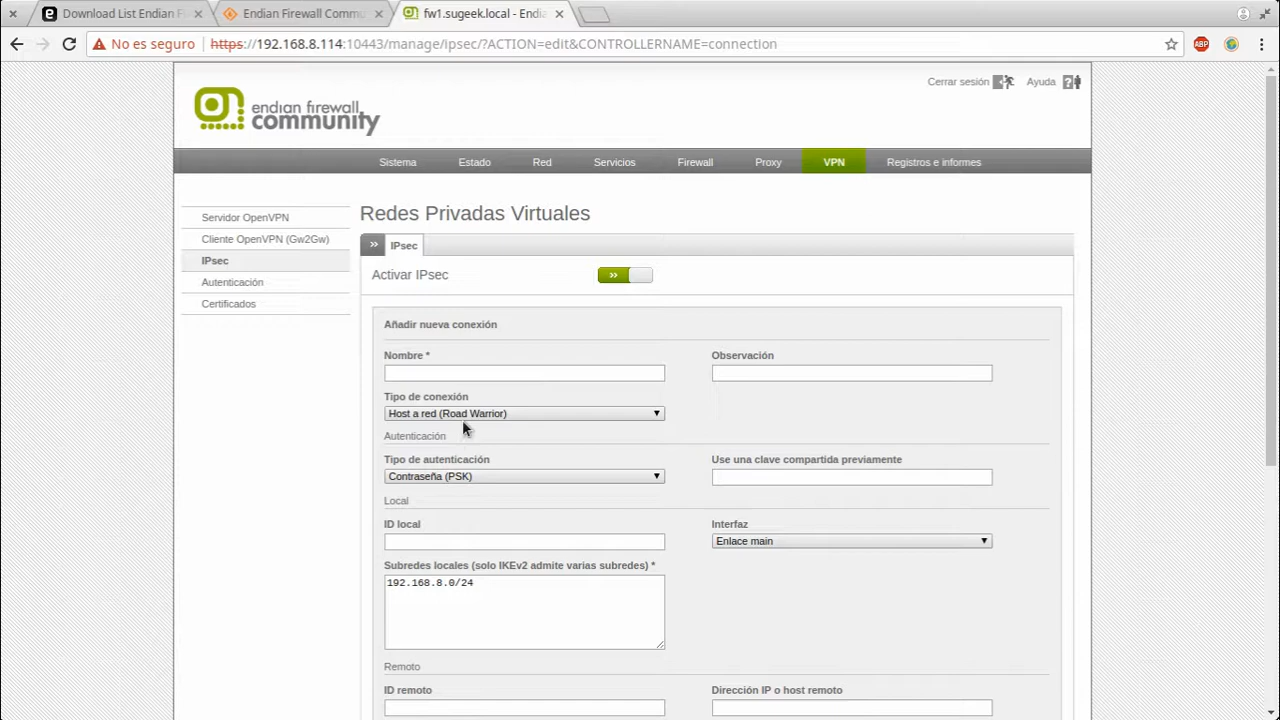 Download List Endian F
Endian Firewall Commu
fw1.sugeek.local - Endia
No es seguro
https://192.168.8.114:10443/manage/ipsec/?ACTION=edit&CONTROLLERNAME=connection
ABP
Cerrar sesión
Ayuda
endian firewall
community
Sistema
Estado
Red
Servicios
Firewall
Proxy
VPN
Registros e informes
Servidor OpenVPN
Cliente OpenVPN (Gw2Gw)
IPsec
Autenticación
Certificados
Redes Privadas Virtuales
IPsec
Activar IPsec
Añadir nueva conexión
Nombre *
Observación
Tipo de conexión
Host a red (Road Warrior)
Autenticación
Tipo de autenticación
Use una clave compartida previamente
Contraseña (PSK)
Local
ID local
Interfaz
Enlace main
Subredes locales (solo IKEv2 admite varias subredes) *
192.168.8.0/24
Remoto
ID remoto
Dirección IP o host remoto